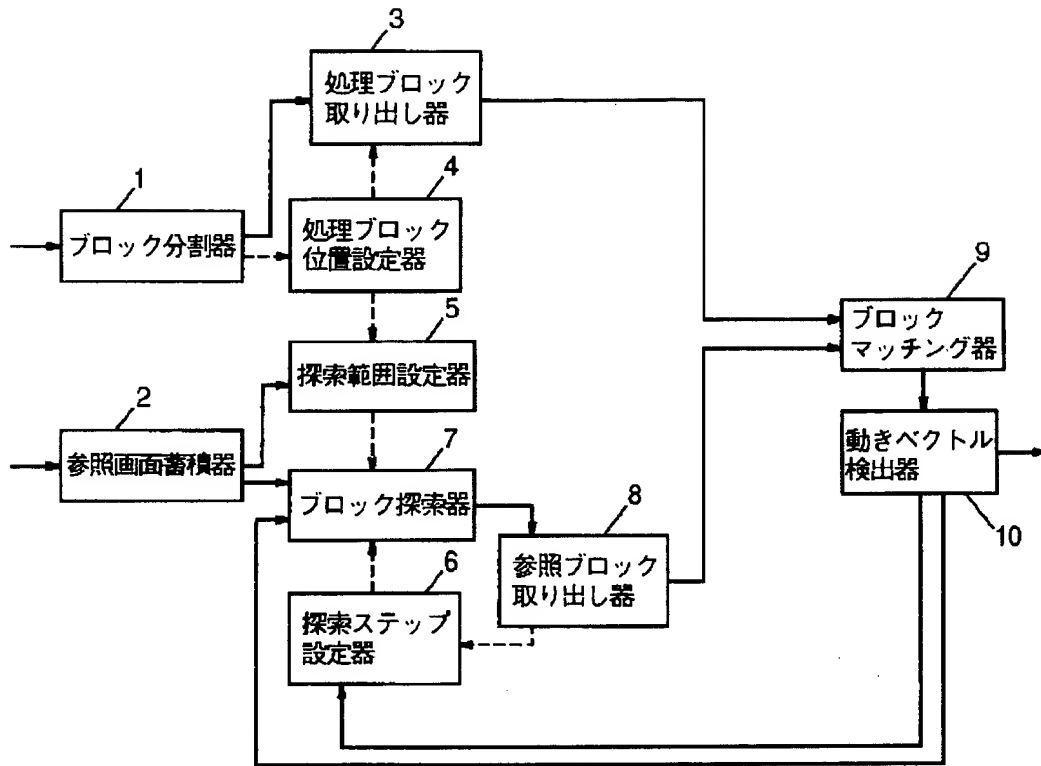 3
処理ブロック
取り出し器
1
ブロック分割器
4
処理ブロック
位置設定器
5
探索範囲設定器
9
ブロック
マッチング器
2
参照画面蓄積器
7
ブロック探索器
動きベクトル
検出器
10
8
参照ブロック
取り出し器
6
探索ステップ
設定器